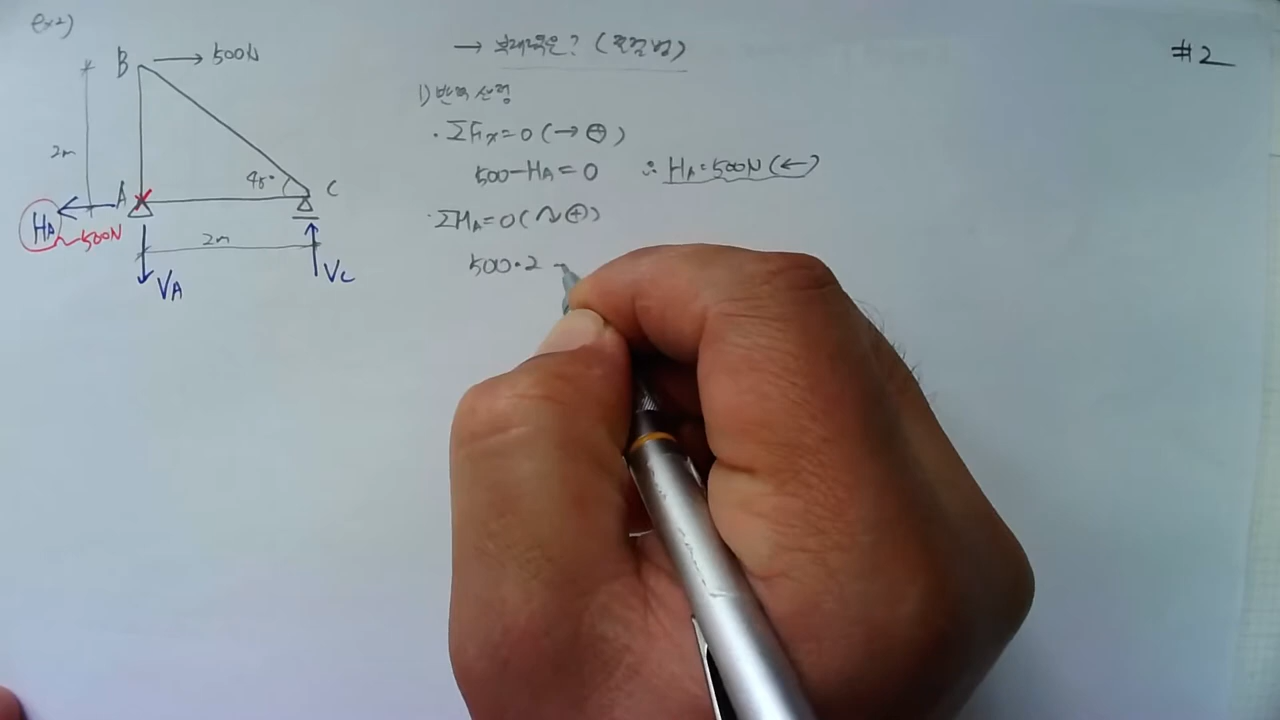 ex2)
#2
→ 부재력은? (절점법)
B → 500N
2m
A
45°
C
HA
500N
2m
VA
VC
1) 반력 산정
· ΣFx=0 (→ ⊕)
500-HA=0 ∴ HA=500N(←)
· ΣMA=0 (↷⊕)
500·2 -